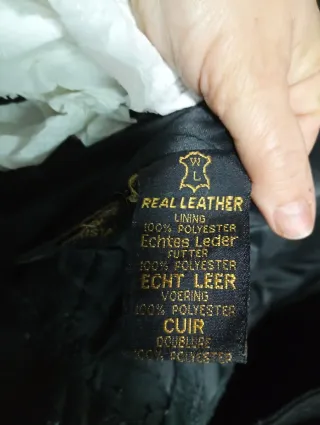 W
L
REAL LEATHER
LINING
100% POLYESTER
Echtes Leder
FUTTER
100% POLYESTER
ECHT LEER
VOERING
100% POLYESTER
CUIR
DOUBLURE
100% POLYESTER